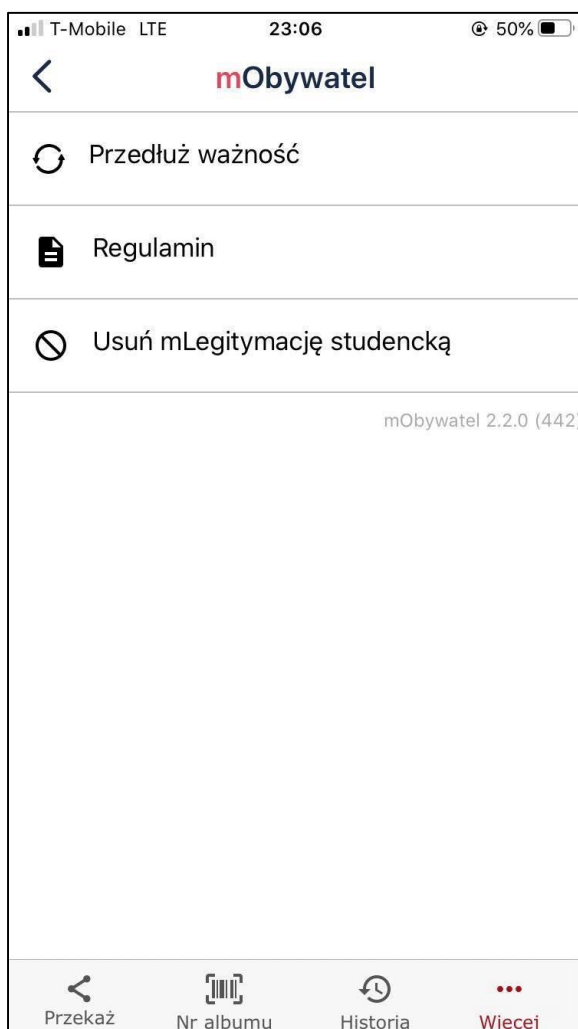 T-Mobile LTE 23:06 50%
mObywatel
Przedłuż ważność
Regulamin
Usuń mLegitymację studencką
mObywatel 2.2.0 (442)
Przekaż Nr albumu Historia Więcej